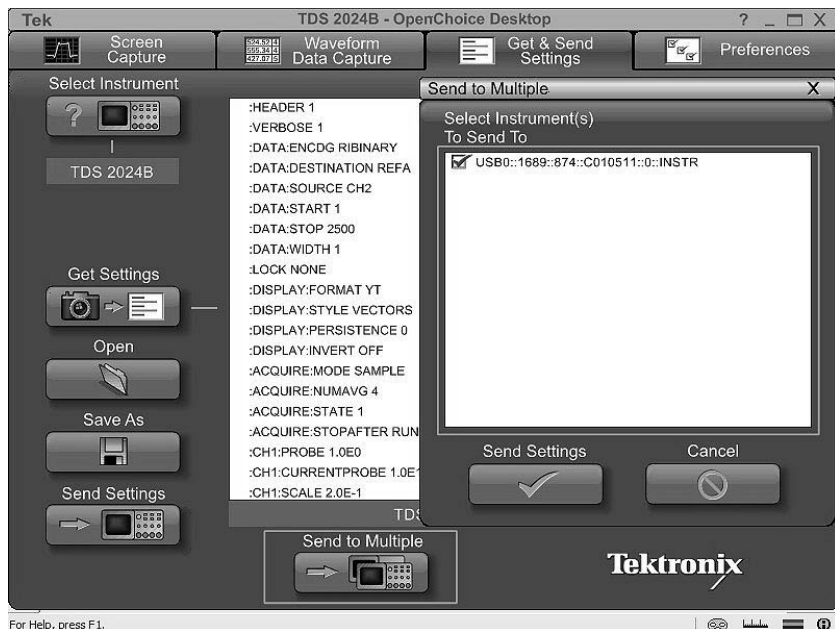 Tek
TDS 2024B - OpenChoice Desktop
? _ X
Screen
Capture
Waveform
Data Capture
Get & Send
Settings
Preferences
Select Instrument
?
TDS 2024B
Get Settings
Open
Save As
Send Settings
:HEADER 1
:VERBOSE 1
:DATA:ENCDG RIBINARY
:DATA:DESTINATION REFA
:DATA:SOURCE CH2
:DATA:START 1
:DATA:STOP 2500
:DATA:WIDTH 1
:LOCK NONE
:DISPLAY:FORMAT YT
:DISPLAY:STYLE VECTORS
:DISPLAY:PERSISTENCE 0
:DISPLAY:INVERT OFF
:ACQUIRE:MODE SAMPLE
:ACQUIRE:NUMAVG 4
:ACQUIRE:STATE 1
:ACQUIRE:STOPAFTER RUN
:CH1:PROBE 1.0E0
:CH1:CURRENTPROBE 1.0E1
:CH1:SCALE 2.0E-1
TDS
Send to Multiple
Send to Multiple
X
Select Instrument(s)
To Send To
USB0::1689::874::C010511::0::INSTR
Send Settings
Cancel
Tektronix
For Help, press F1.